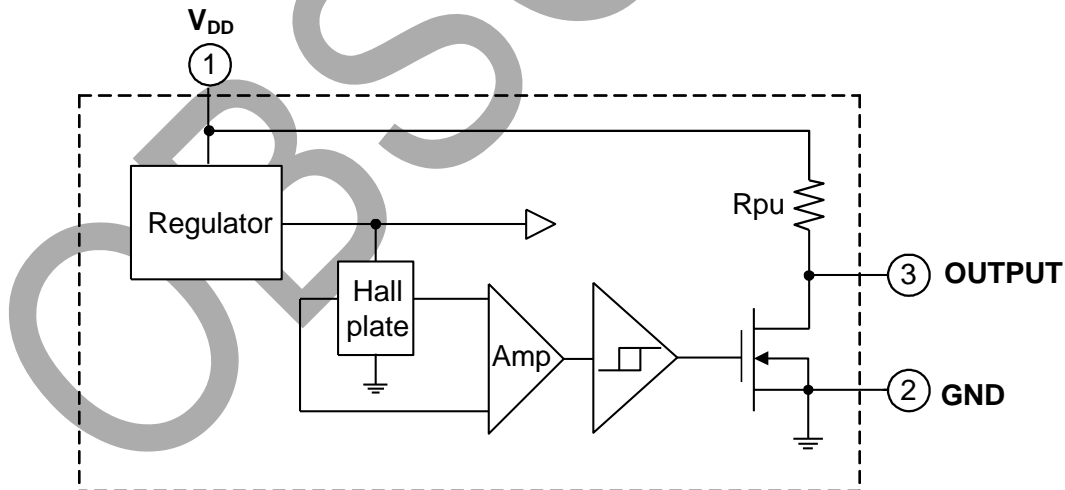 VDD
1
Regulator
Rpu
Hall
plate
3 OUTPUT
Amp
2 GND